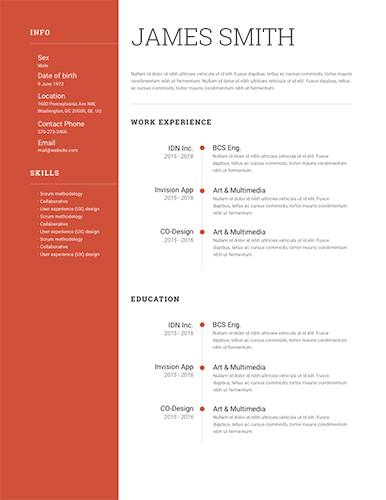 INFO
Sex
Male
Date of birth
9 June 1972
Location
1600 Pennsylvania Ave NW,
Washington, DC 20500, EE. UU
Contact Phone
570-273-3466
Email
mail@website.com
SKILLS
· Scrum methodology
· Collaborative
· User experience (UX) design
· Scrum methodology
· Collaborative
· User experience (UX) design
· Scrum methodology
· Collaborative
· User experience (UX) design
JAMES SMITH
Nullam id dolor id nibh ultricies vehicula ut id elit. Fusce dapibus, tellus ac cursus commodo, tortor mauris
condimentum nibh ut fermentum. Nullam id dolor id nibh ultricies vehicula ut id elit. Fusce
dapibus, tellus ac cursus commodo, tortor mauris condimentum nibh ut fermentum.
WORK EXPERIENCE
IDN Inc.
2015 - 2016
BCS Eng.
Nullam id dolor id nibh ultricies vehicula ut id elit. Fusce
dapibus, tellus ac cursus commodo, tortor mauris condimentum
nibh ut fermentum.
Invision App
2015 - 2016
Art & Multimedia
Nullam id dolor id nibh ultricies vehicula ut id elit. Fusce
dapibus, tellus ac cursus commodo, tortor mauris condimentum
nibh ut fermentum.
CO-Design
2015 - 2016
Art & Multimedia
Nullam id dolor id nibh ultricies vehicula ut id elit. Fusce
dapibus, tellus ac cursus commodo, tortor mauris condimentum
nibh ut fermentum.
EDUCATION
IDN Inc.
2015 - 2016
BCS Eng.
Nullam id dolor id nibh ultricies vehicula ut id elit. Fusce
dapibus, tellus ac cursus commodo, tortor mauris condimentum
nibh ut fermentum.
Invision App
2015 - 2016
Art & Multimedia
Nullam id dolor id nibh ultricies vehicula ut id elit. Fusce
dapibus, tellus ac cursus commodo, tortor mauris condimentum
nibh ut fermentum.
CO-Design
2015 - 2016
Art & Multimedia
Nullam id dolor id nibh ultricies vehicula ut id elit. Fusce
dapibus, tellus ac cursus commodo, tortor mauris condimentum
nibh ut fermentum.